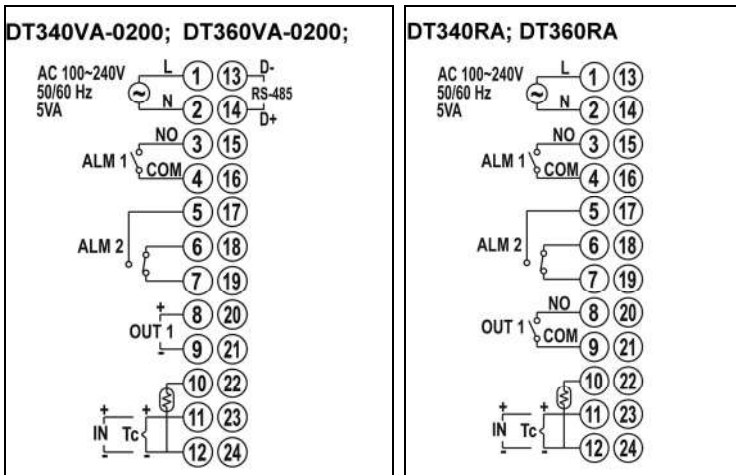 DT340VA-0200; DT360VA-0200;
AC 100~240V
50/60 Hz
5VA
L 1 13 D-
RS-485
N 2 14 D+
NO 3 15
ALM 1
COM 4 16
5 17
ALM 2
6 18
7 19
+ 8 20
OUT 1
- 9 21
10 22
+ + 11 23
IN Tc
- - 12 24
DT340RA; DT360RA
AC 100~240V
50/60 Hz
5VA
L 1 13
N 2 14
NO 3 15
ALM 1
COM 4 16
5 17
ALM 2
6 18
7 19
NO 8 20
OUT 1
COM 9 21
10 22
+ + 11 23
IN Tc
- - 12 24